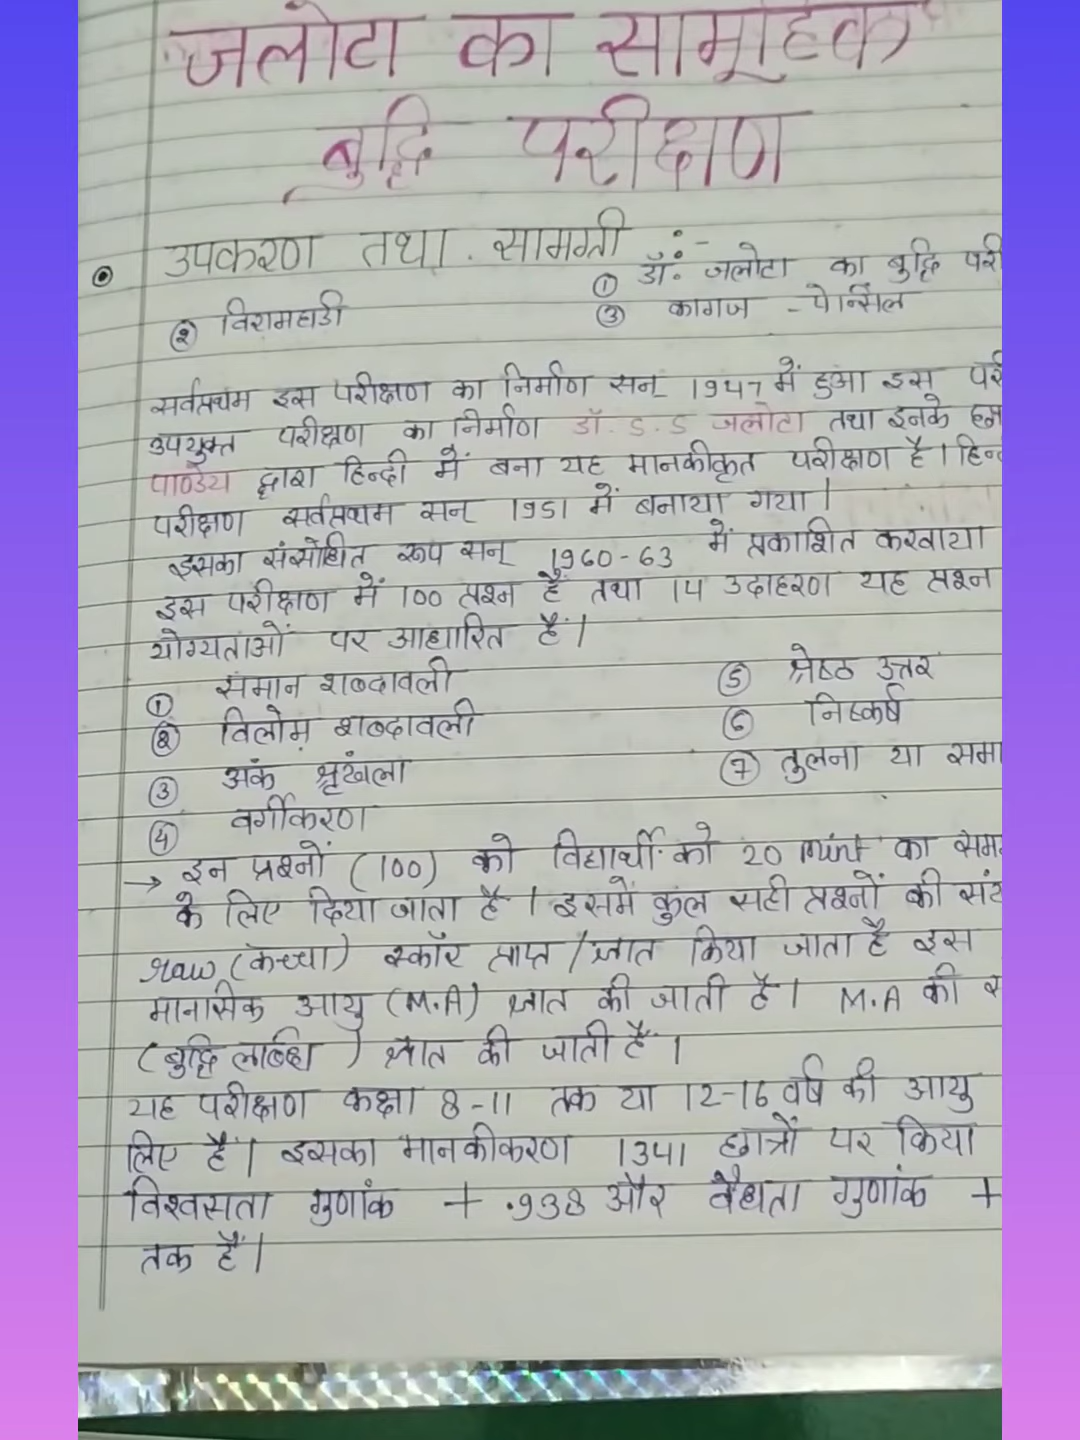 जलोटा का सामूहिक
बुद्धि परीक्षण
उपकरण तथा सामग्री :-
① डॉ. जलोटा का बुद्धि परी
② विरामघड़ी ③ कागज - पेन्सिल
सर्वप्रथम इस परीक्षण का निर्माण सन् 1947 में हुआ इस परी
उपयुक्त परीक्षण का निर्माण डॉ. S. S जलोटा तथा इनके
पाण्डेय द्वारा हिन्दी में बना यह मानकीकृत परीक्षण है। हिन्
परीक्षण सर्वप्रथम सन् 1951 में बनाया गया।
इसका संसोधित रूप सन् 1960-63 में प्रकाशित करवाया
इस परीक्षण में 100 प्रश्न हैं तथा 14 उदाहरण यह प्रश्न
योग्यताओं पर आधारित हैं।
① समान शब्दावली ⑤ श्रेष्ठ उत्तर
② विलोम शब्दावली ⑥ निष्कर्ष
③ अंक श्रृखंला ⑦ तुलना या समा
④ वर्गीकरण
→ इन प्रश्नों (100) को विद्यार्थी को 20 mint का सम
के लिए दिया जाता है। इसमें कुल सही प्रश्नों की संख्
raw (कच्चा) स्कॉर प्राप्त / ज्ञात किया जाता है इस
मानसिक आयु (M.A) ज्ञात की जाती है। M.A की स
(बुद्धि लब्धि) ज्ञात की जाती है।
यह परीक्षण कक्षा 8-11 तक या 12-16 वर्ष की आयु
लिए है। इसका मानकीकरण 1341 छात्रों पर किया
विश्वसता गुणांक + .938 और वैधता गुणांक +
तक है।